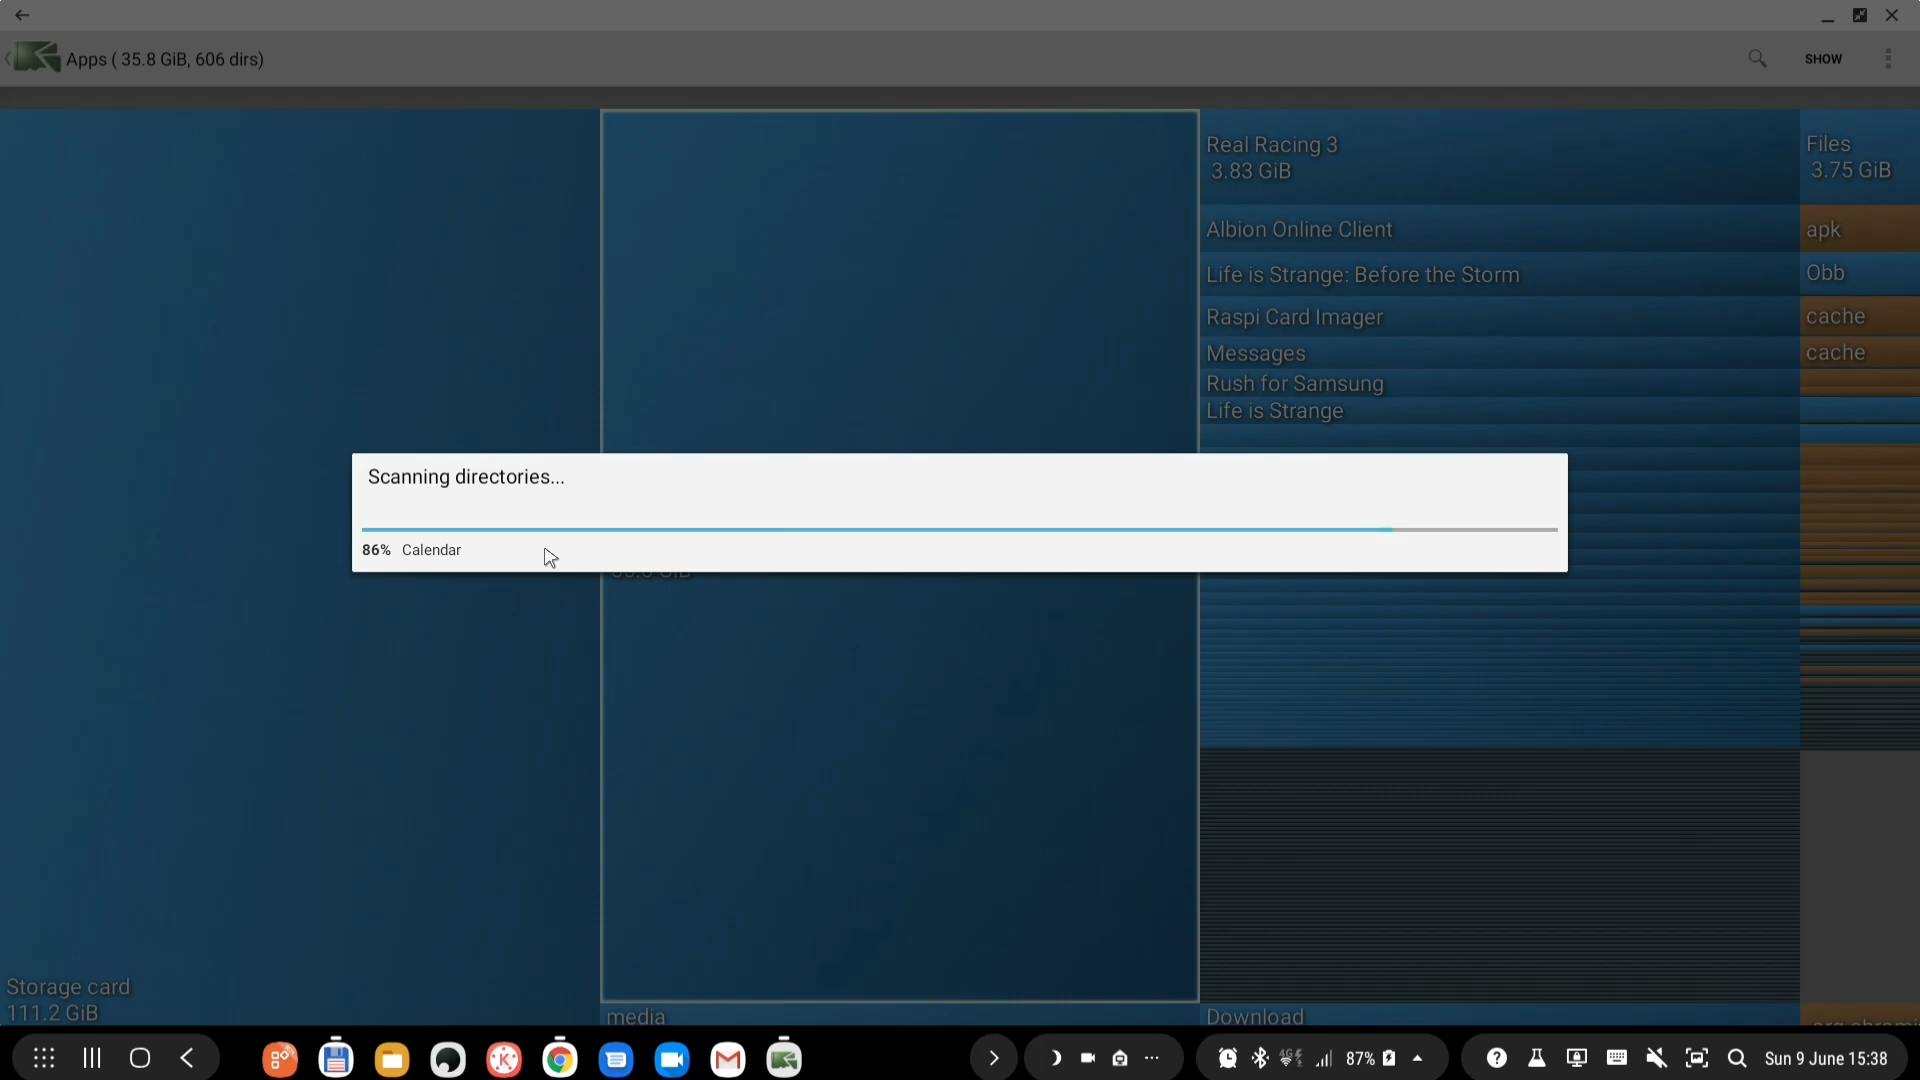 Apps ( 35.8 GiB, 606 dirs)
SHOW
Real Racing 3
3.83 GiB
Files
3.75 GiB
Albion Online Client
apk
Life is Strange: Before the Storm
Obb
Raspi Card Imager
cache
Messages
cache
Rush for Samsung
Life is Strange
Scanning directories...
86% Calendar
Storage card
111.2 GiB
media
Download
87%
Sun 9 June 15:38